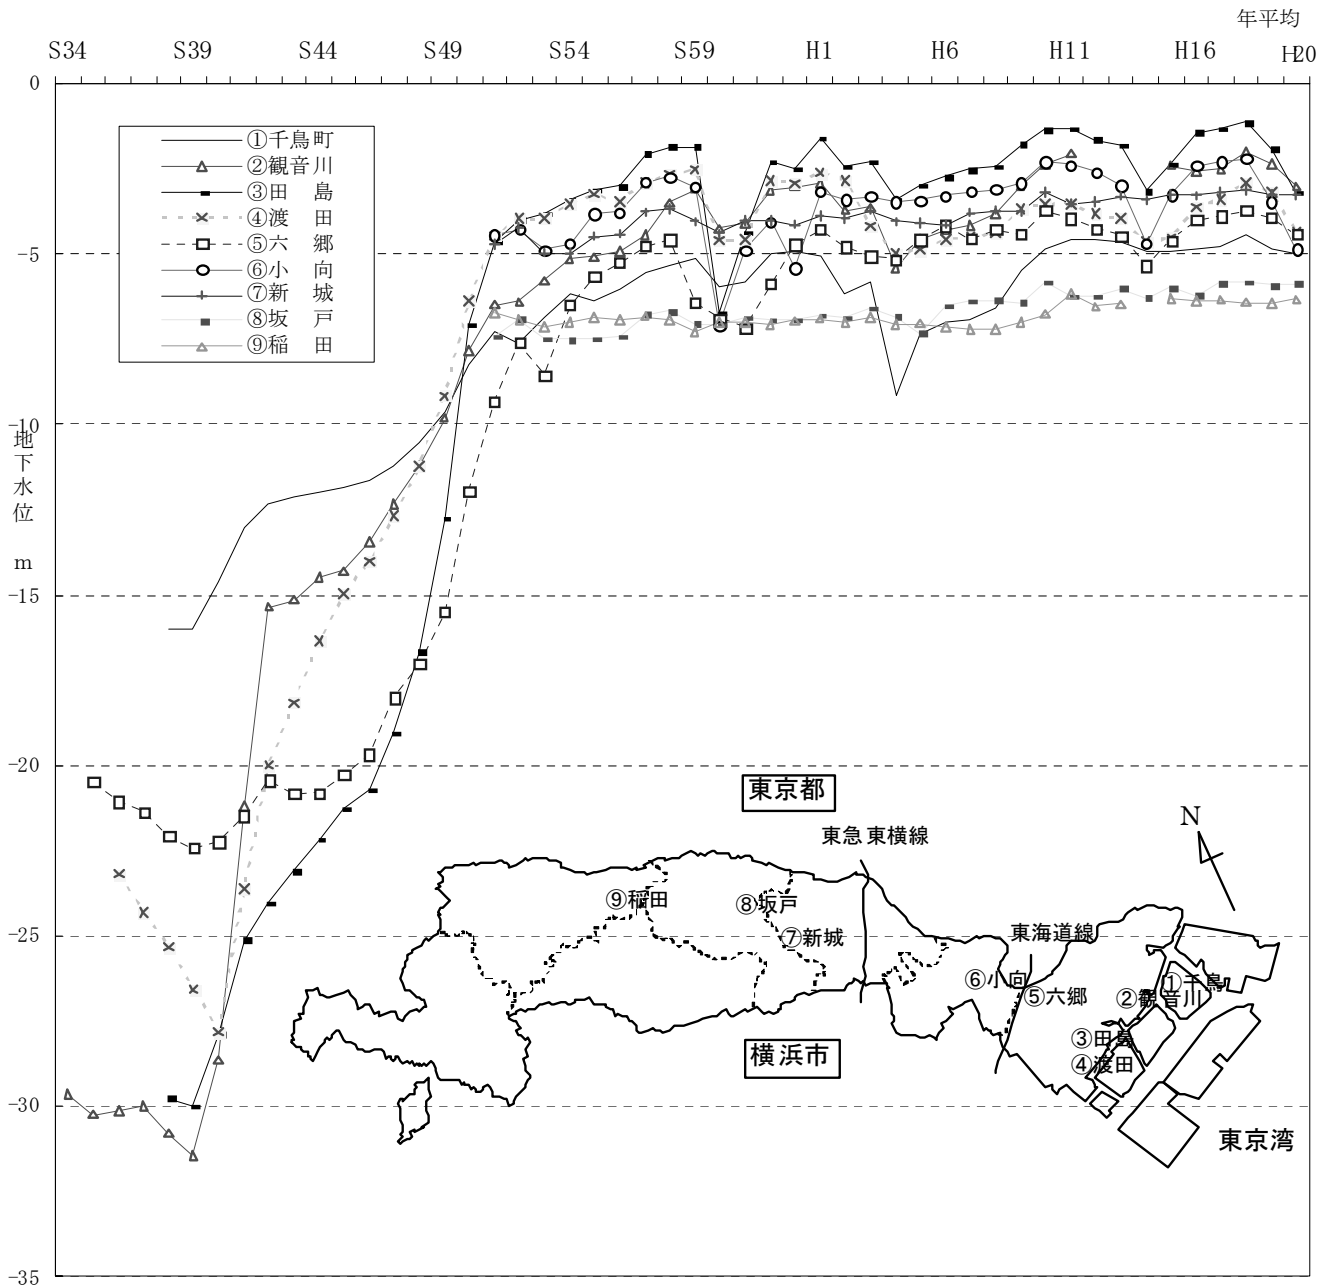 年平均
S34 S39 S44 S49 S54 S59 H1 H6 H11 H16 H20
0
①千鳥町
②観音川
③田　島
④渡　田
⑤六　郷
⑥小　向
⑦新　城
⑧坂　戸
⑨稲　田
-5
-10
地下水位　m
-15
-20
東京都
東急東横線
N
⑨稲田
⑧坂戸
⑦新城
-25
東海道線
⑥小向
①千鳥
⑤六郷
②観音川
③田島
横浜市
④渡田
-30
東京湾
-35